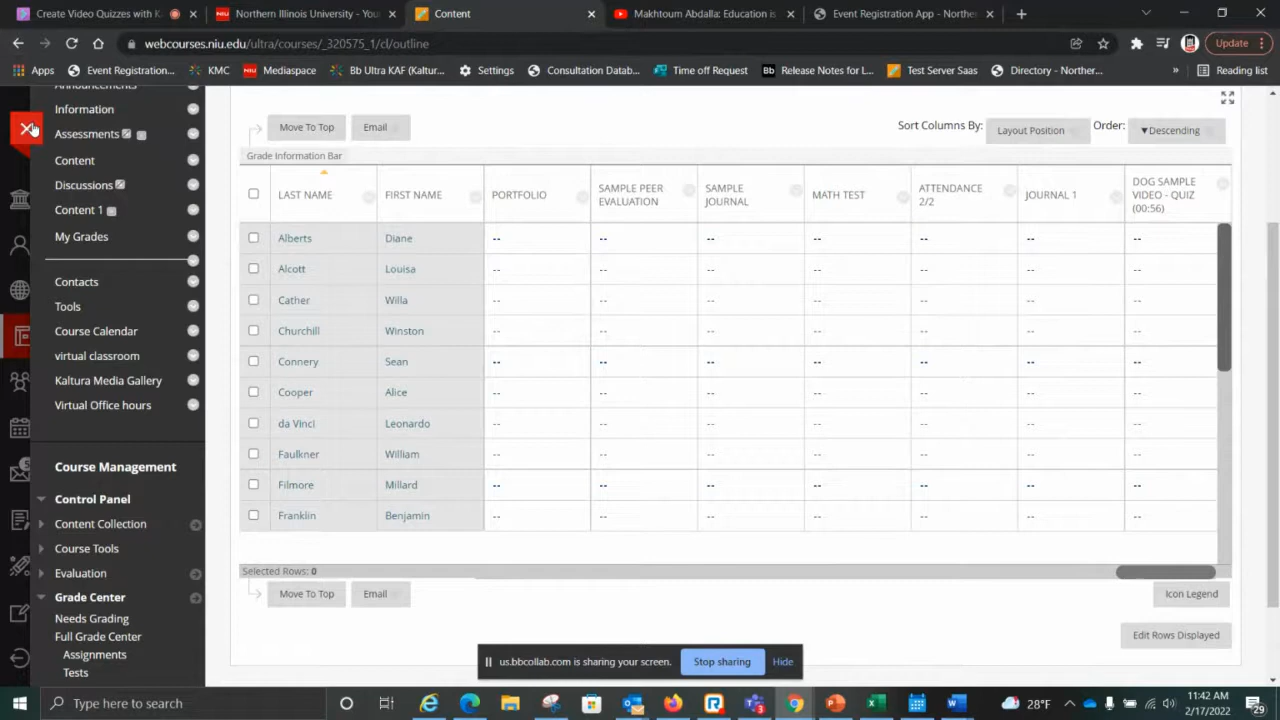 Create Video Quizzes with K
Northern Illinois University - You
Content
Makhtoum Abdalla: Education is
Event Registration App - Northe
webcourses.niu.edu/ultra/courses/_320575_1/cl/outline
Update
Apps
Event Registration...
KMC
NIU
Mediaspace
Bb Ultra KAF (Kaltur...
Settings
Consultation Datab...
Time off Request
Bb
Release Notes for L...
Test Server Saas
Directory - Norther...
»
Reading list
Announcements
Information
Assessments
Content
Discussions
Content 1
My Grades
Contacts
Tools
Course Calendar
virtual classroom
Kaltura Media Gallery
Virtual Office hours
Course Management
Control Panel
Content Collection
Course Tools
Evaluation
Grade Center
Needs Grading
Full Grade Center
Assignments
Tests
Move To Top
Email
Sort Columns By:
Layout Position
Order:
▼Descending
Grade Information Bar
LAST NAME FIRST NAME PORTFOLIO SAMPLE PEER SAMPLE MATH TEST ATTENDANCE JOURNAL 1 DOG SAMPLE
EVALUATION JOURNAL 2/2 VIDEO - QUIZ
(00:56)
Alberts Diane -- -- -- -- -- -- --
Alcott Louisa -- -- -- -- -- -- --
Cather Willa -- -- -- -- -- -- --
Churchill Winston -- -- -- -- -- -- --
Connery Sean -- -- -- -- -- -- --
Cooper Alice -- -- -- -- -- -- --
da Vinci Leonardo -- -- -- -- -- -- --
Faulkner William -- -- -- -- -- -- --
Filmore Millard -- -- -- -- -- -- --
Franklin Benjamin -- -- -- -- -- -- --
Selected Rows: 0
Move To Top
Email
Icon Legend
Edit Rows Displayed
us.bbcollab.com is sharing your screen.
Stop sharing
Hide
Type here to search
28°F
11:42 AM
2/17/2022
29